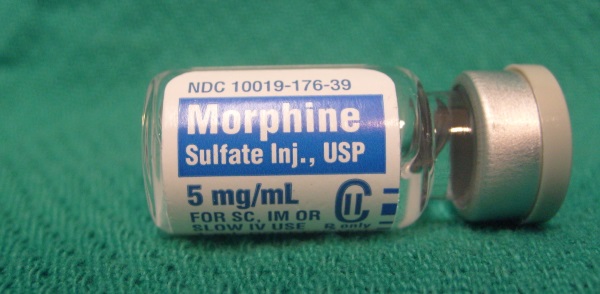 NDC 10019-176-39
Morphine
Sulfate Inj., USP
5 mg/mL
CII
FOR SC, IM OR
SLOW IV USE
Rx only